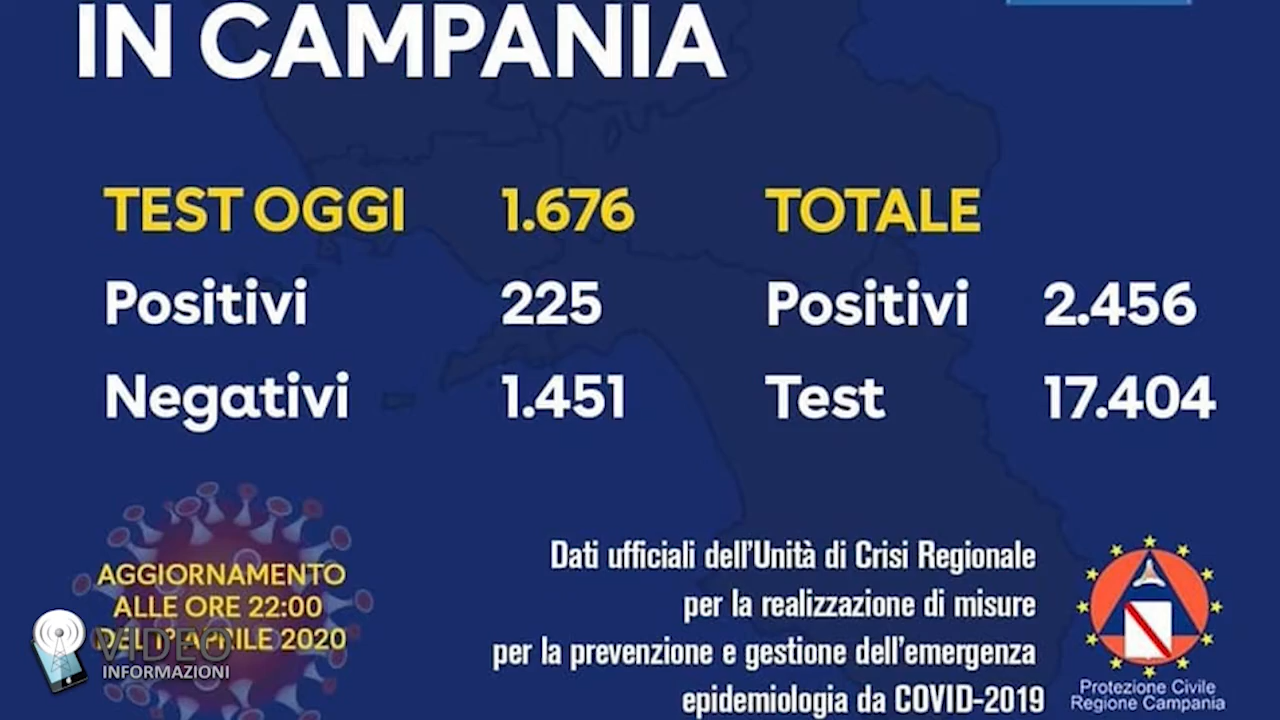 IN CAMPANIA
TEST OGGI 1.676
Positivi 225
Negativi 1.451
TOTALE
Positivi 2.456
Test 17.404
AGGIORNAMENTO
ALLE ORE 22:00
DELL'1° APRILE 2020
VIDEO
INFORMAZIONI
Dati ufficiali dell'Unità di Crisi Regionale
per la realizzazione di misure
per la prevenzione e gestione dell'emergenza
epidemiologia da COVID-2019
Protezione Civile
Regione Campania